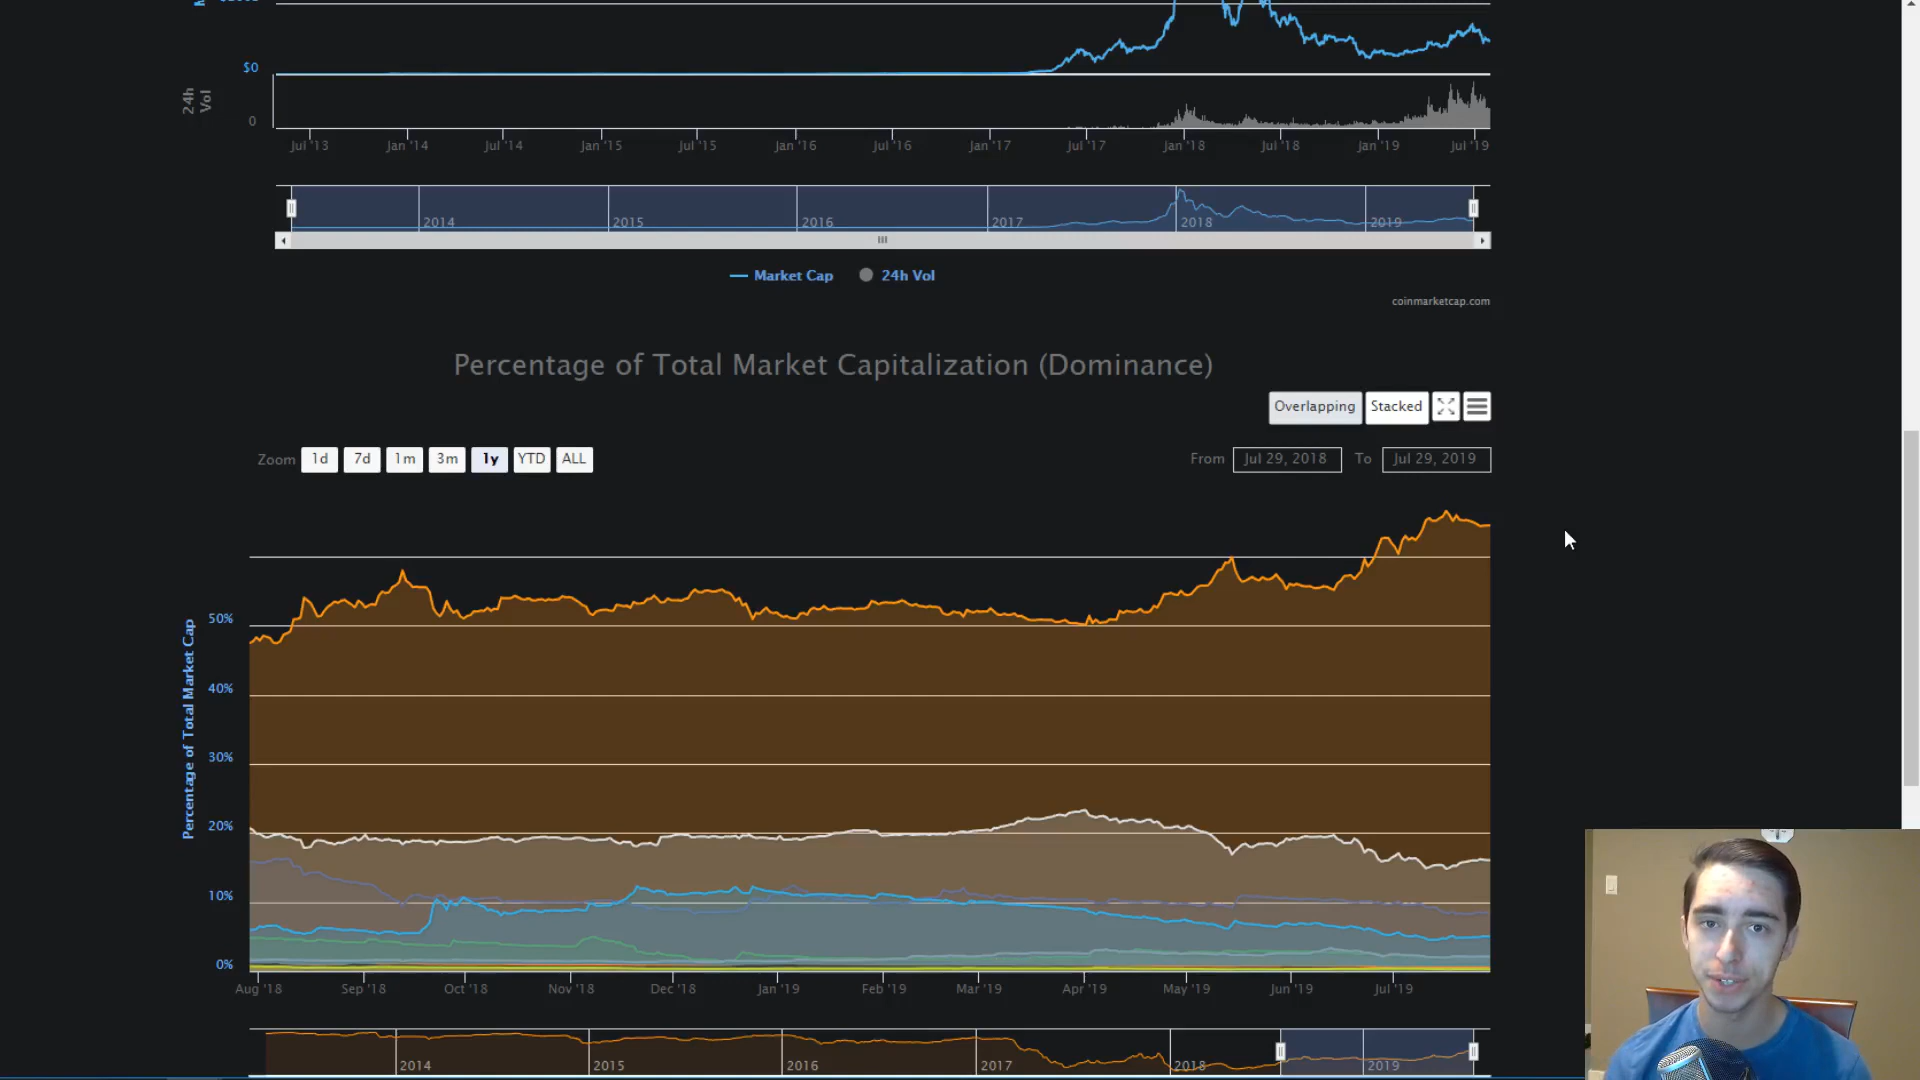 $0
24h
Vol
0
Jul '13 Jan '14 Jul '14 Jan '15 Jul '15 Jan '16 Jul '16 Jan '17 Jul '17 Jan '18 Jul '18 Jan '19 Jul '19
2014 2015 2016 2017 2018 2019
Market Cap 24h Vol
coinmarketcap.com
Percentage of Total Market Capitalization (Dominance)
Overlapping Stacked
Zoom 1d 7d 1m 3m 1y YTD ALL From Jul 29, 2018 To Jul 29, 2019
Percentage of Total Market Cap
50%
40%
30%
20%
10%
0%
Aug '18 Sep '18 Oct '18 Nov '18 Dec '18 Jan '19 Feb '19 Mar '19 Apr '19 May '19 Jun '19 Jul '19
2014 2015 2016 2017 2018 2019